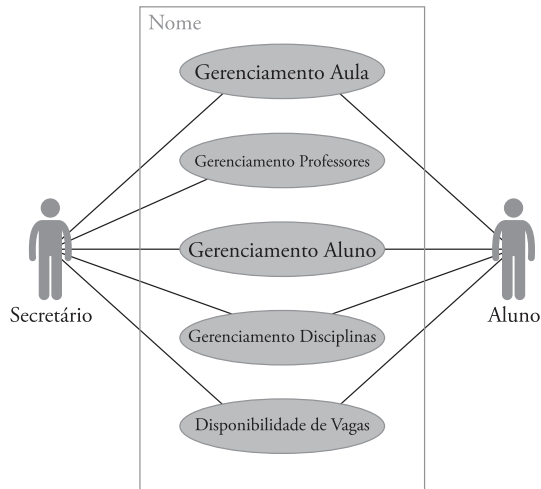 Nome
Gerenciamento Aula
Gerenciamento Professores
Gerenciamento Aluno
Secretário
Aluno
Gerenciamento Disciplinas
Disponibilidade de Vagas